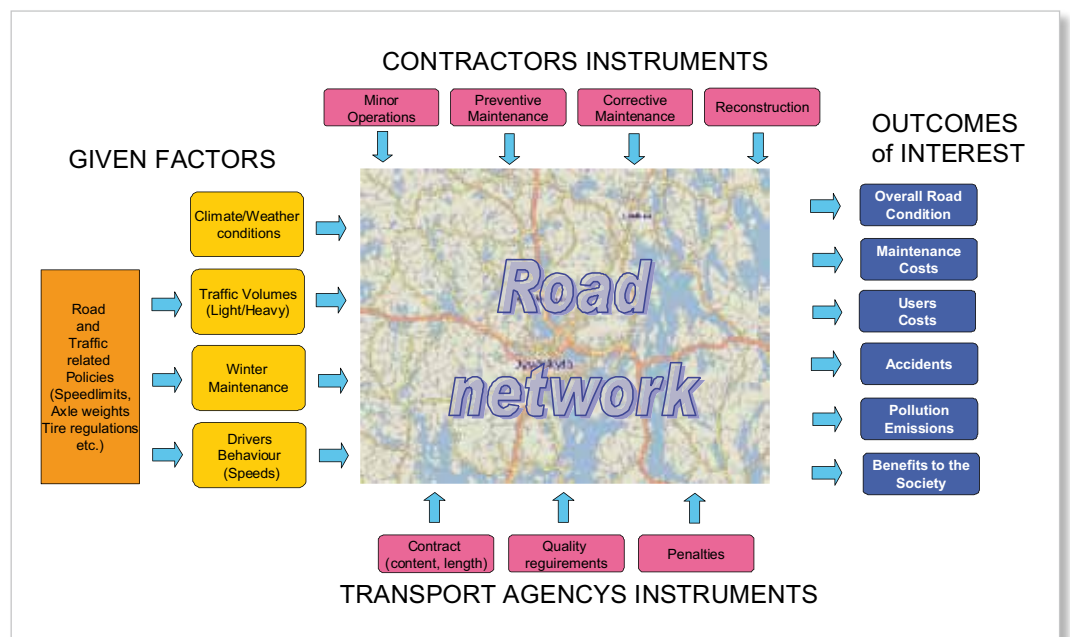 CONTRACTORS INSTRUMENTS
Minor
Operations
Preventive
Maintenance
Corrective
Maintenance
Reconstruction
GIVEN FACTORS
OUTCOMES
of INTEREST
Climate/Weather
conditions
Traffic Volumes
(Light/Heavy)
Winter
Maintenance
Drivers
Behaviour
(Speeds)
Road
and
Traffic
related
Policies
(Speedlimits,
Axle weights
Tire regulations
etc.)
Road
network
Overall Road
Condition
Maintenance
Costs
Users
Costs
Accidents
Pollution
Emissions
Benefits to the
Society
Contract
(content, length)
Quality
reguirements
Penalties
TRANSPORT AGENCYS INSTRUMENTS